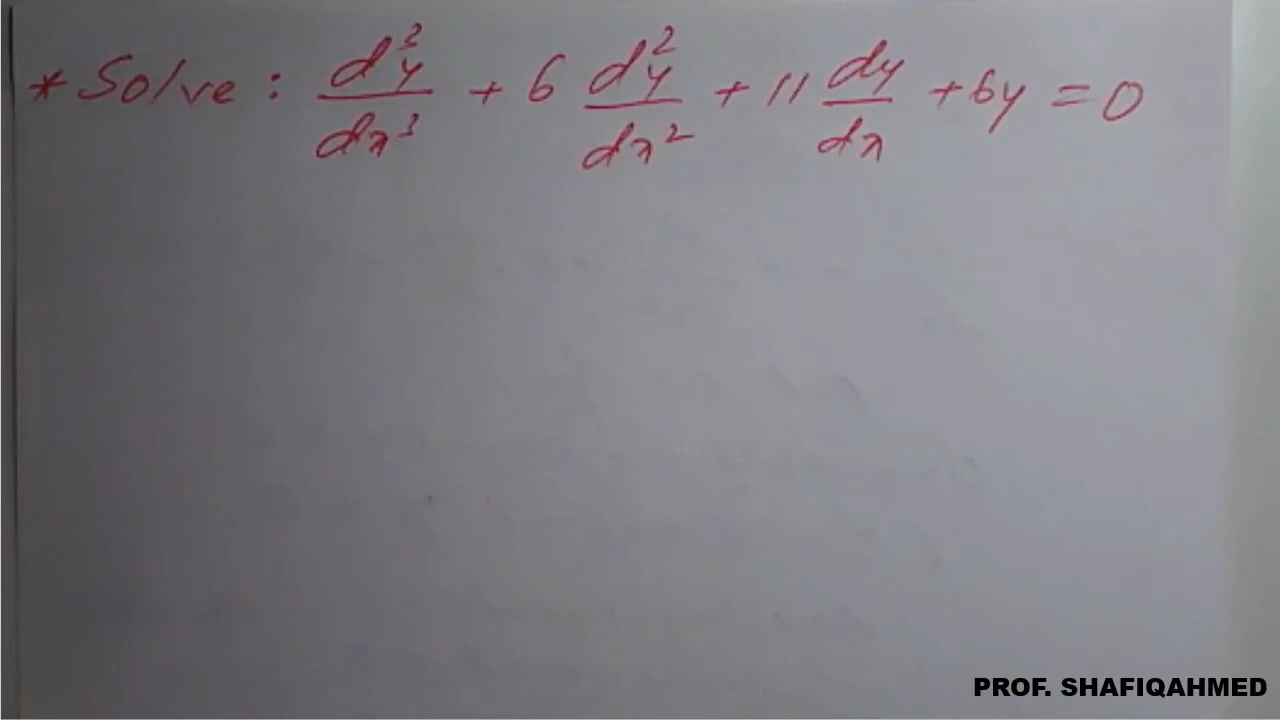 * Solve : d³y/dx³ + 6 d²y/dx² + 11 dy/dx + 6y = 0
PROF. SHAFIQAHMED